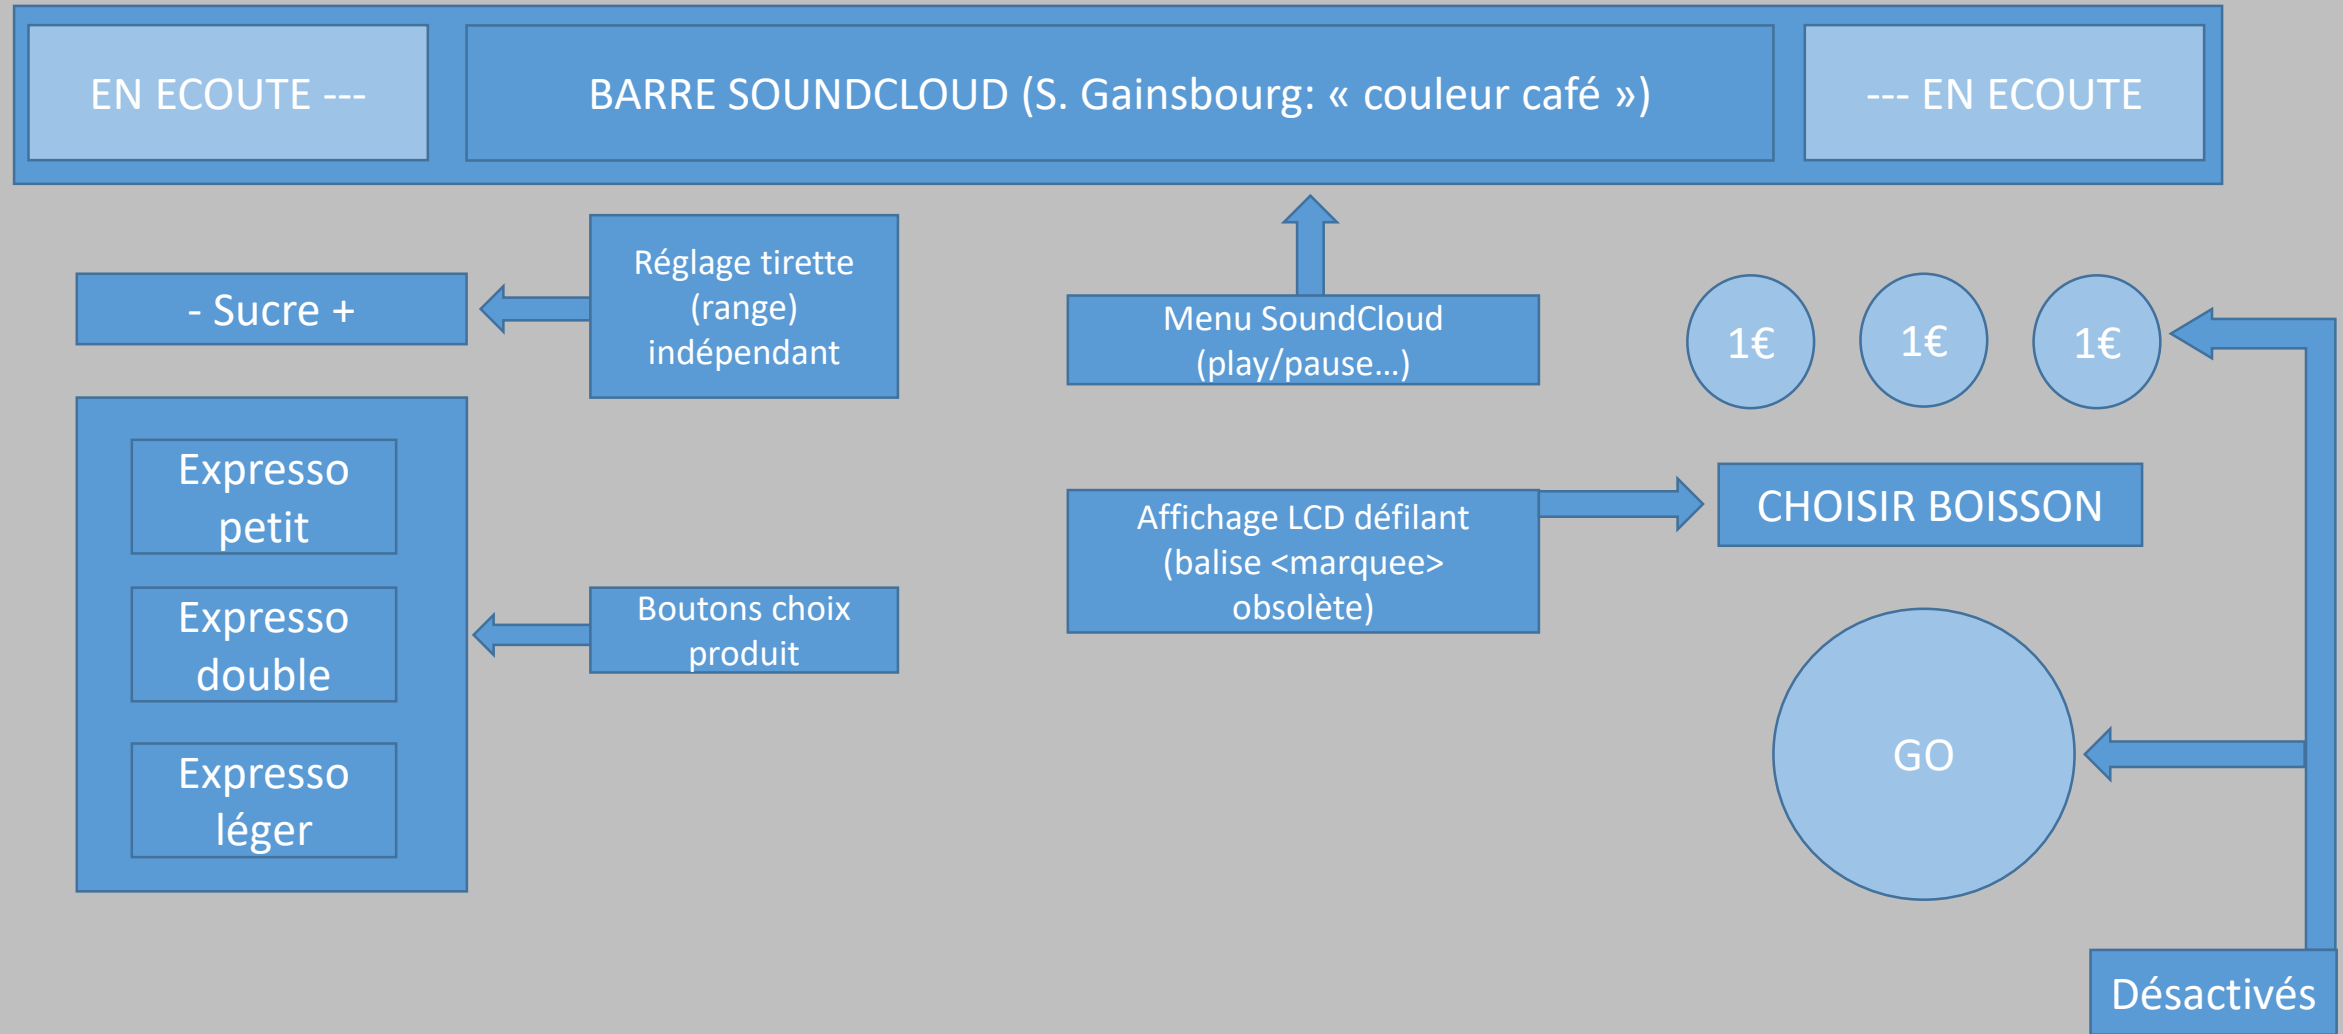 EN ECOUTE ---
BARRE SOUNDCLOUD (S. Gainsbourg: « couleur café »)
--- EN ECOUTE
- Sucre +
Réglage tirette
(range)
indépendant
Menu SoundCloud
(play/pause...)
1€
1€
1€
Expresso
petit
Expresso
double
Expresso
léger
Boutons choix
produit
Affichage LCD défilant
(balise <marquee>
obsolète)
CHOISIR BOISSON
GO
Désactivés